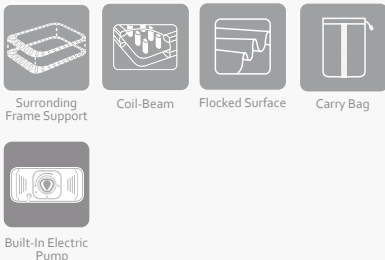 Surronding
Frame Support
Coil-Beam
Flocked Surface
Carry Bag
Built-In Electric
Pump